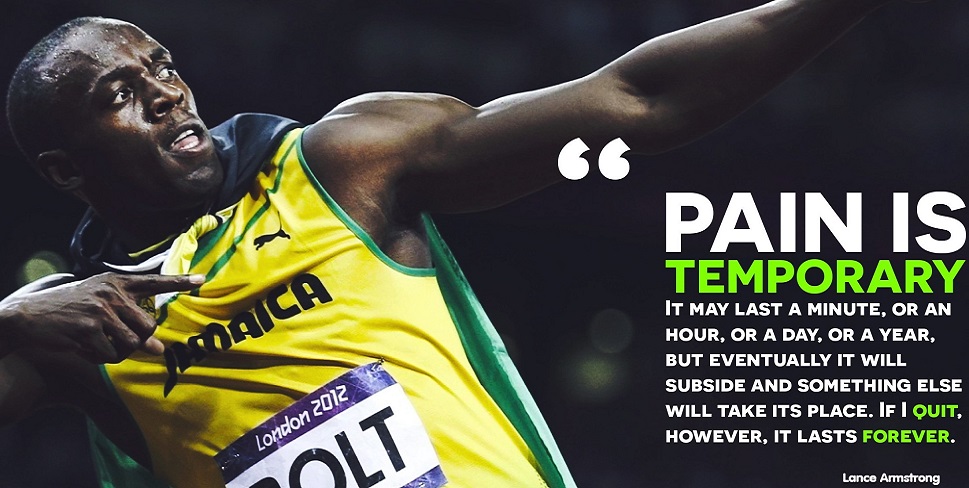 “
PAIN IS
TEMPORARY
IT MAY LAST A MINUTE, OR AN
HOUR, OR A DAY, OR A YEAR,
BUT EVENTUALLY IT WILL
SUBSIDE AND SOMETHING ELSE
WILL TAKE ITS PLACE. IF I QUIT,
HOWEVER, IT LASTS FOREVER.
Lance Armstrong
JAMAICA
London 2012
BOLT